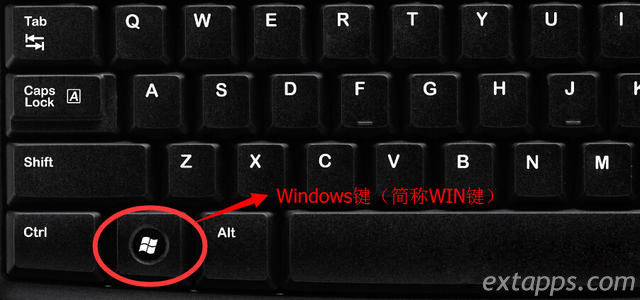 Tab Q W E R T Y U I
Caps Lock A A S D F G H J K
Shift Z X C V B N M
Windows键（简称WIN键）
Ctrl Alt
extapps.com